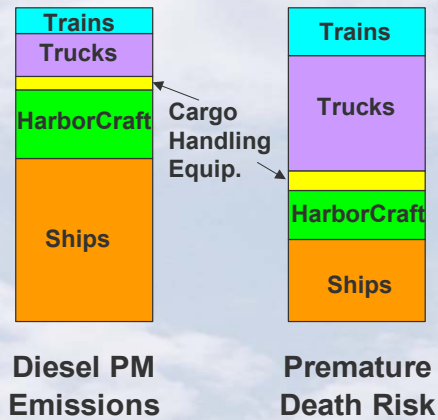 Trains
Trucks
HarborCraft
Ships
Cargo
Handling
Equip.
Trains
Trucks
HarborCraft
Ships
Diesel PM
Emissions
Premature
Death Risk